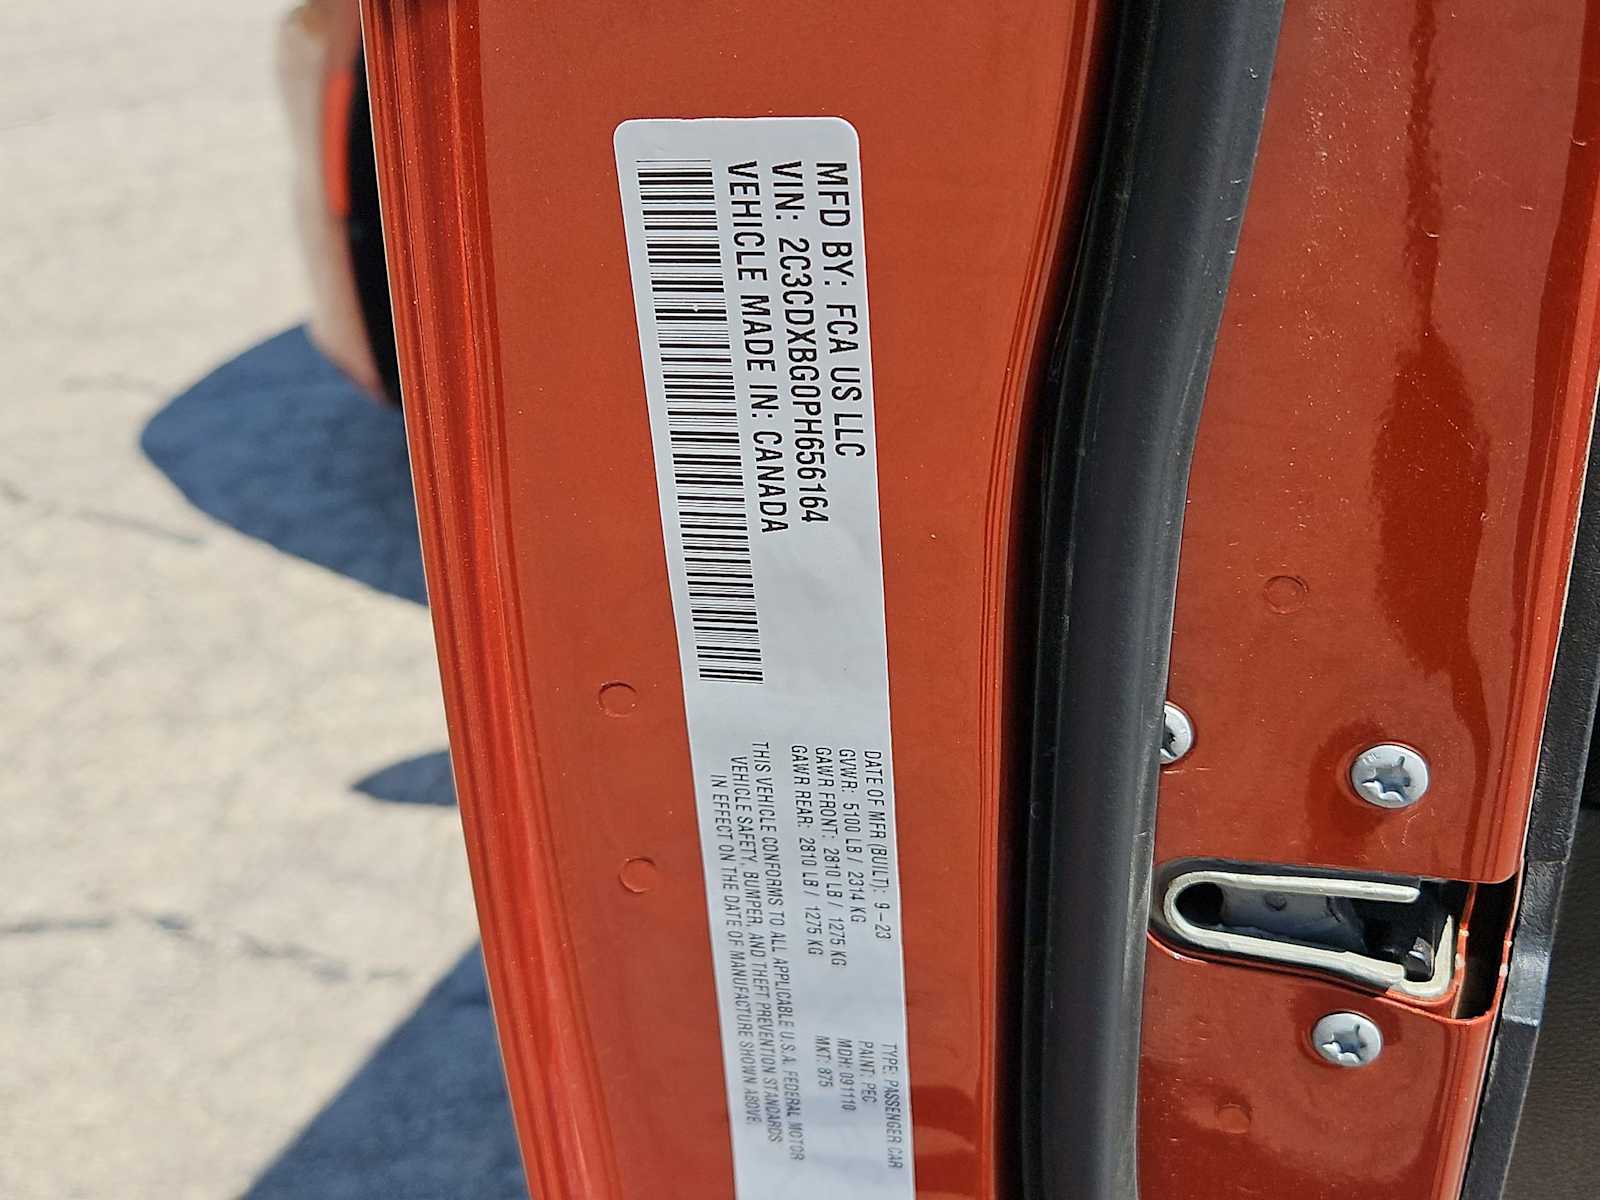 MFD BY: FCA US LLC
VIN: 2C3CDXBG0PH656164
VEHICLE MADE IN: CANADA
DATE OF MFR (BUILT): 9-23
GVWR: 5100 LB / 2314 KG
GAWR FRONT: 2810 LB / 1275 KG
GAWR REAR: 2810 LB / 1275 KG
THIS VEHICLE CONFORMS TO ALL APPLICABLE U.S.A. FEDERAL MOTOR
VEHICLE SAFETY, BUMPER, AND THEFT PREVENTION STANDARDS
IN EFFECT ON THE DATE OF MANUFACTURE SHOWN ABOVE.
TYPE: PASSENGER CAR
PAINT: PEC
MDH: 091110
MKT: 875